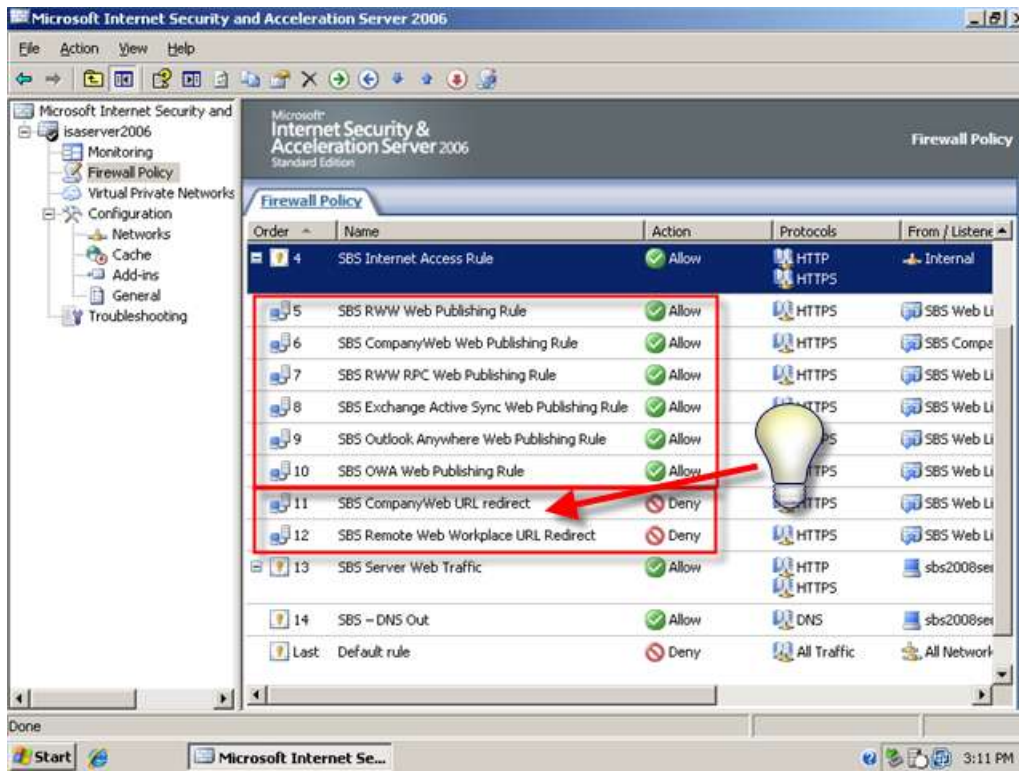 Microsoft Internet Security and Acceleration Server 2006
File Action View Help
Microsoft Internet Security and
isaserver2006
Monitoring
Firewall Policy
Virtual Private Networks
Configuration
Networks
Cache
Add-ins
General
Troubleshooting
Microsoft
Internet Security &
Acceleration Server 2006
Standard Edition
Firewall Policy
Firewall Policy
Order Name Action Protocols From / Listene
4 SBS Internet Access Rule Allow HTTP Internal
HTTPS
5 SBS RWW Web Publishing Rule Allow HTTPS SBS Web Li
6 SBS CompanyWeb Web Publishing Rule Allow HTTPS SBS Compa
7 SBS RWW RPC Web Publishing Rule Allow HTTPS SBS Web Li
8 SBS Exchange Active Sync Web Publishing Rule Allow HTTPS SBS Web Li
9 SBS Outlook Anywhere Web Publishing Rule Allow SBS Web Li
10 SBS OWA Web Publishing Rule Allow SBS Web Li
11 SBS CompanyWeb URL redirect Deny HTTPS SBS Web Li
12 SBS Remote Web Workplace URL Redirect Deny HTTPS SBS Web Li
13 SBS Server Web Traffic Allow HTTP sbs2008ser
HTTPS
14 SBS – DNS Out Allow DNS sbs2008ser
Last Default rule Deny All Traffic All Network
Done
Start Microsoft Internet Se... 3:11 PM